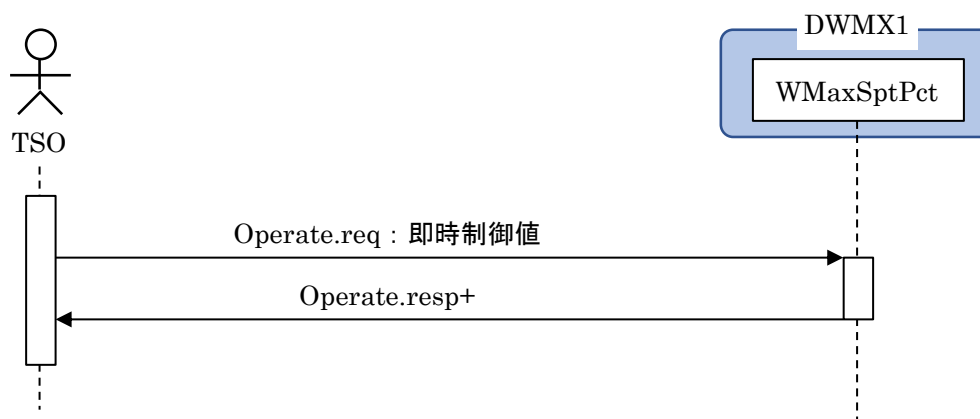 DWMX1
WMaxSptPct
TSO
Operate.req：即時制御値
Operate.resp+